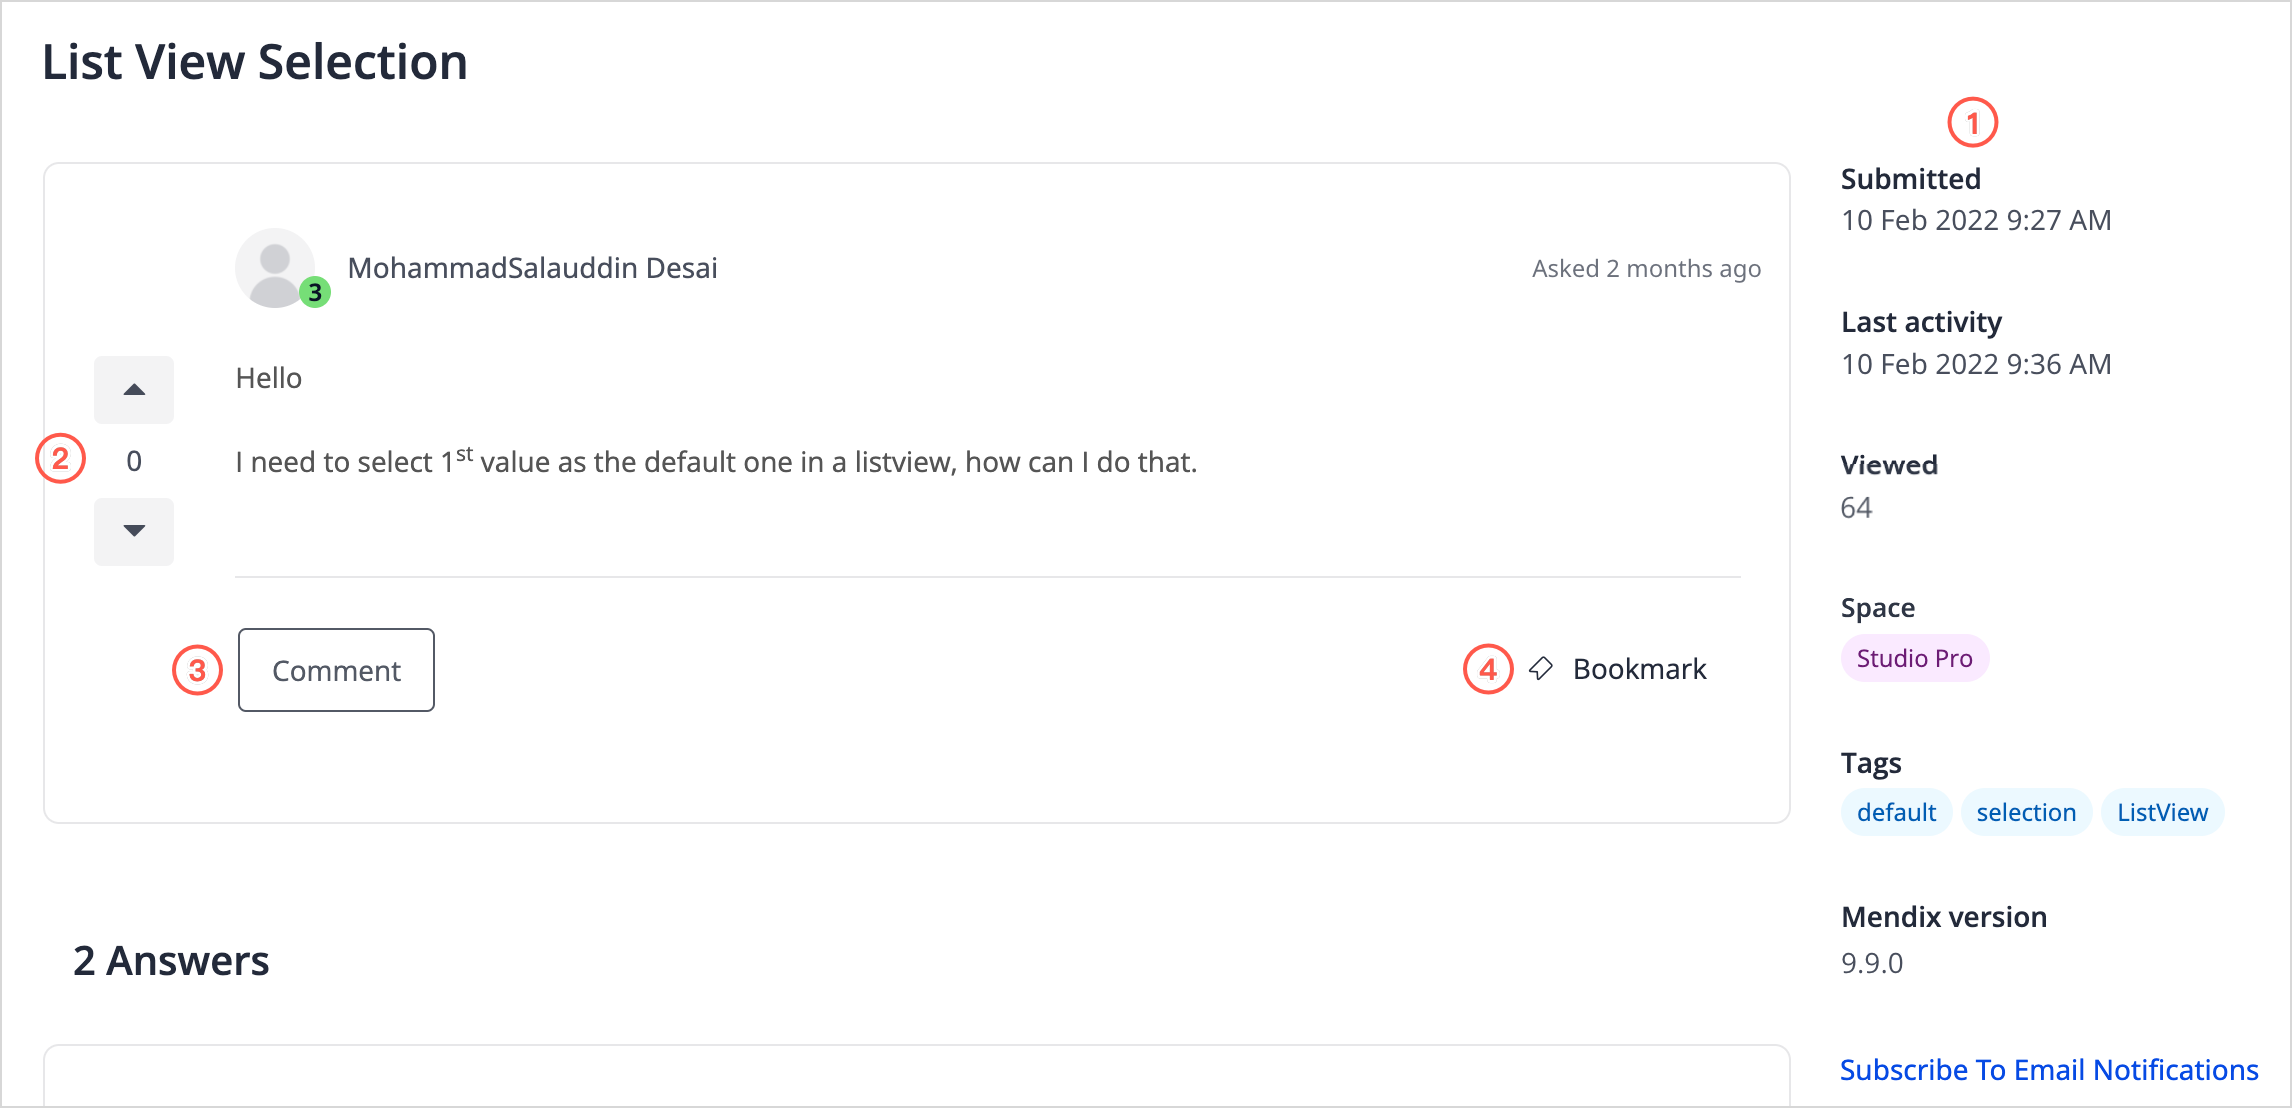 List View Selection
1
Submitted
10 Feb 2022 9:27 AM
3
MohammadSalauddin Desai
Asked 2 months ago
Last activity
10 Feb 2022 9:36 AM
Hello
2
0
I need to select 1st value as the default one in a listview, how can I do that.
Viewed
64
Space
Studio Pro
3
Comment
4
Bookmark
Tags
default selection ListView
Mendix version
9.9.0
2 Answers
Subscribe To Email Notifications